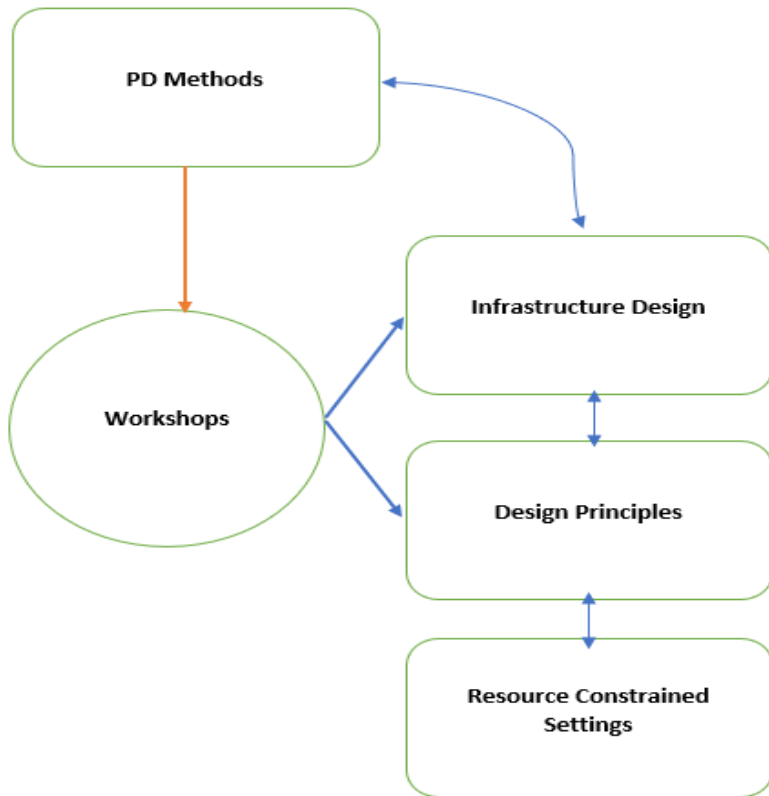 PD Methods
Infrastructure Design
Workshops
Design Principles
Resource Constrained
Settings